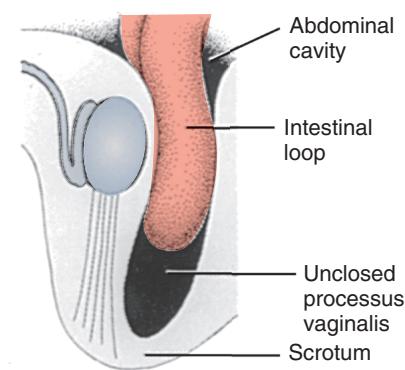 Abdominal
cavity
Intestinal
loop
Unclosed
processus
vaginalis
Scrotum